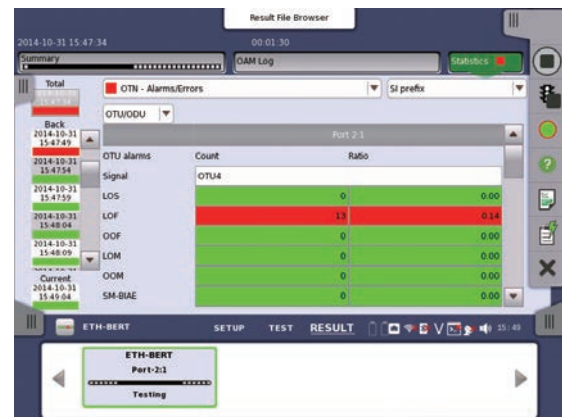 Result File Browser
2014-10-31 15:47:34 00:01:30
Summary OAM Log Statistics
Total
15:47:34
OTN - Alarms/Errors SI prefix
OTU/ODU
Back
2014-10-31
15:47:49
2014-10-31
15:47:54
2014-10-31
15:47:59
2014-10-31
15:48:04
2014-10-31
15:48:09
Current
2014-10-31
15:49:04
Port 2:1
OTU alarms Count Ratio
Signal OTU4
LOS 0 0.00
LOF 13 0.14
OOF 0 0.00
LOM 0 0.00
OOM 0 0.00
SM-BIAE 0 0.00
ETH-BERT SETUP TEST RESULT V 15:49
ETH-BERT
Port-2:1
Testing